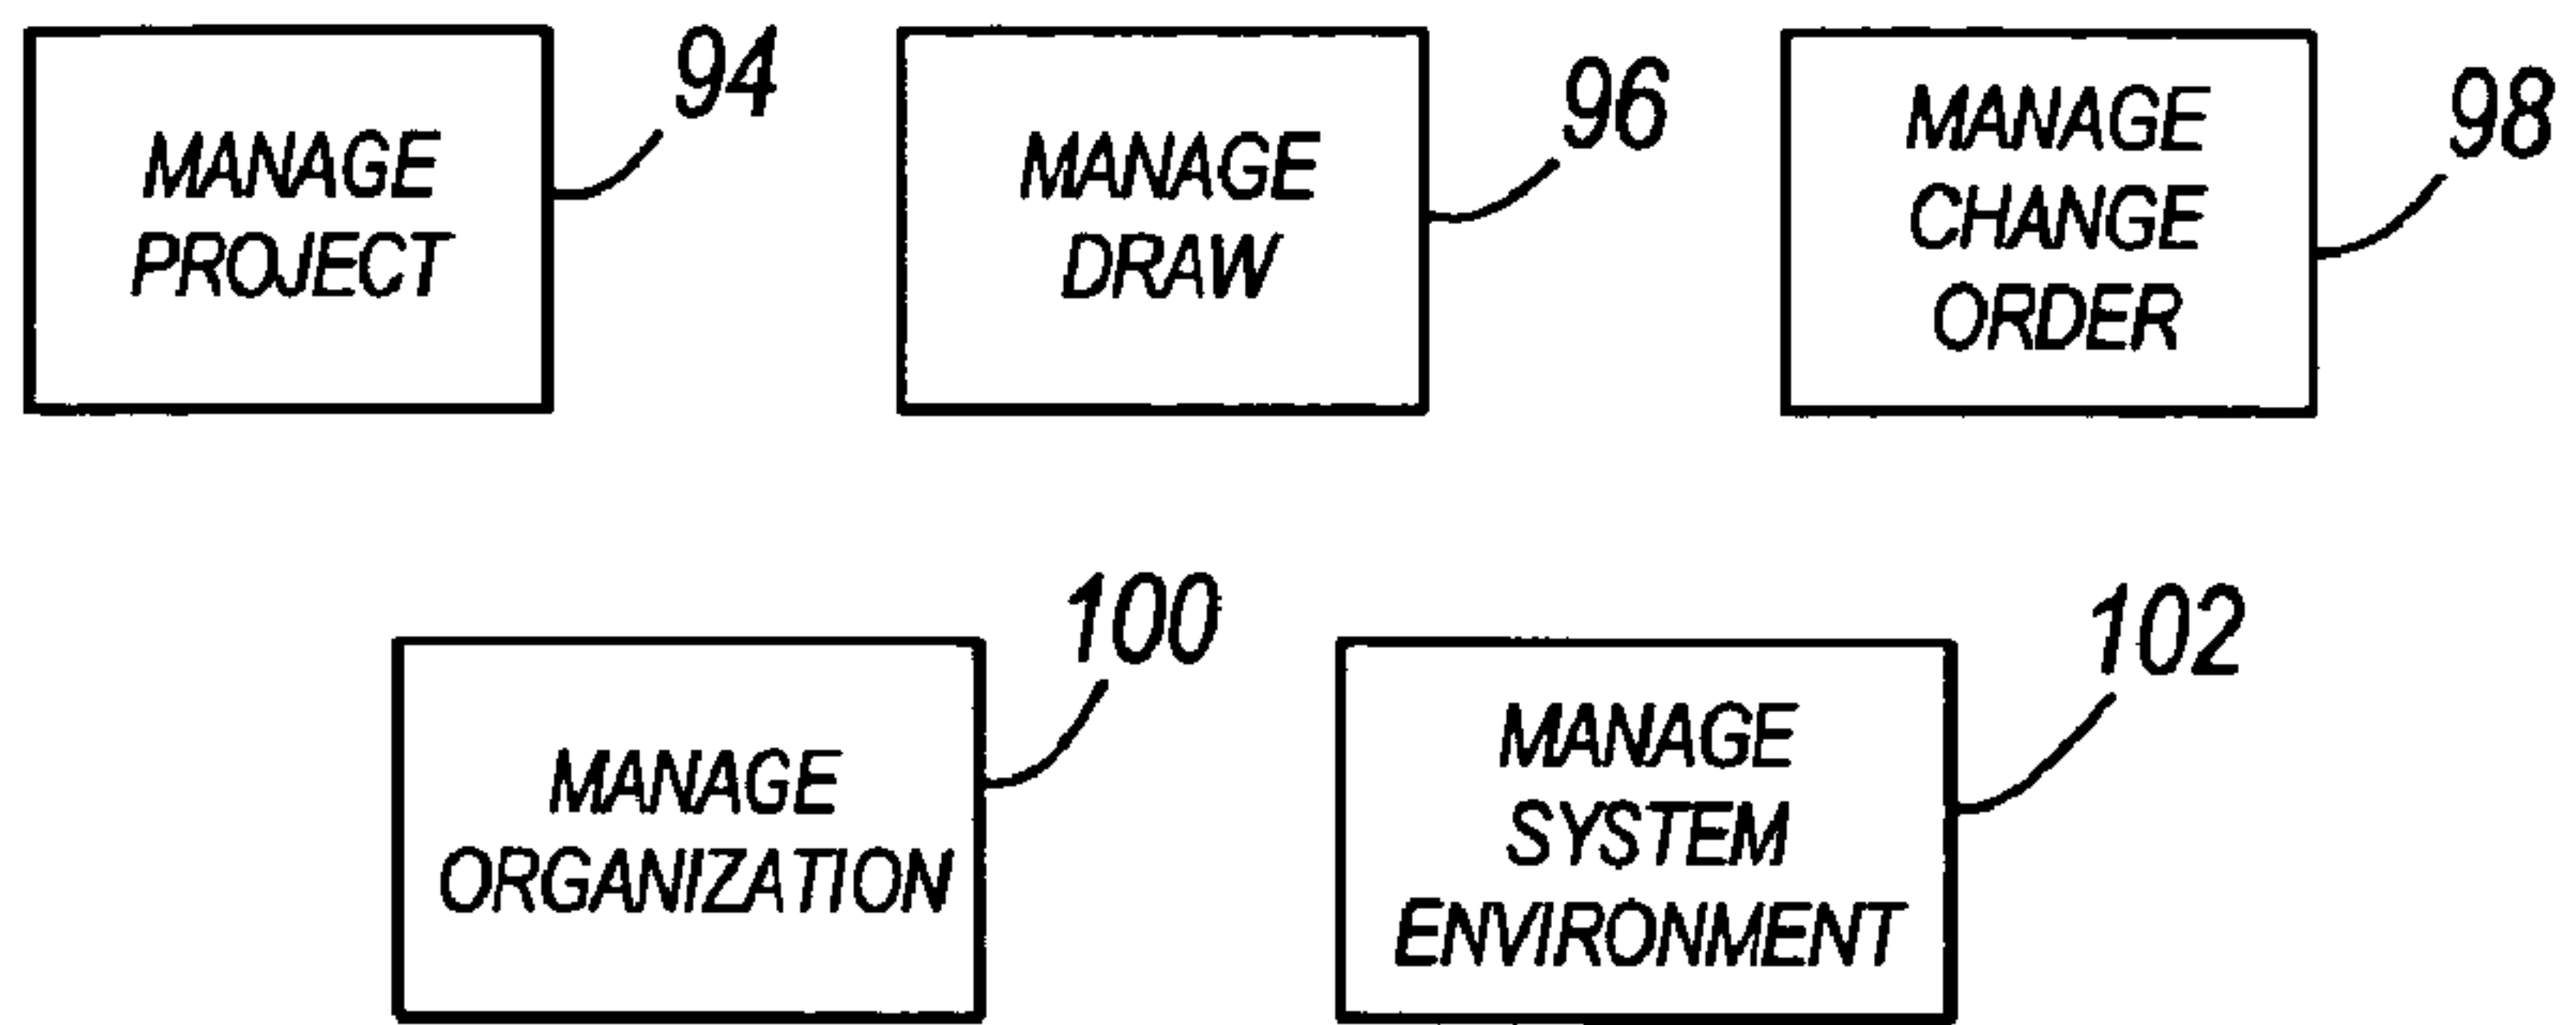 94
MANAGE
PROJECT
96
MANAGE
DRAW
98
MANAGE
CHANGE
ORDER
100
MANAGE
ORGANIZATION
102
MANAGE
SYSTEM
ENVIRONMENT